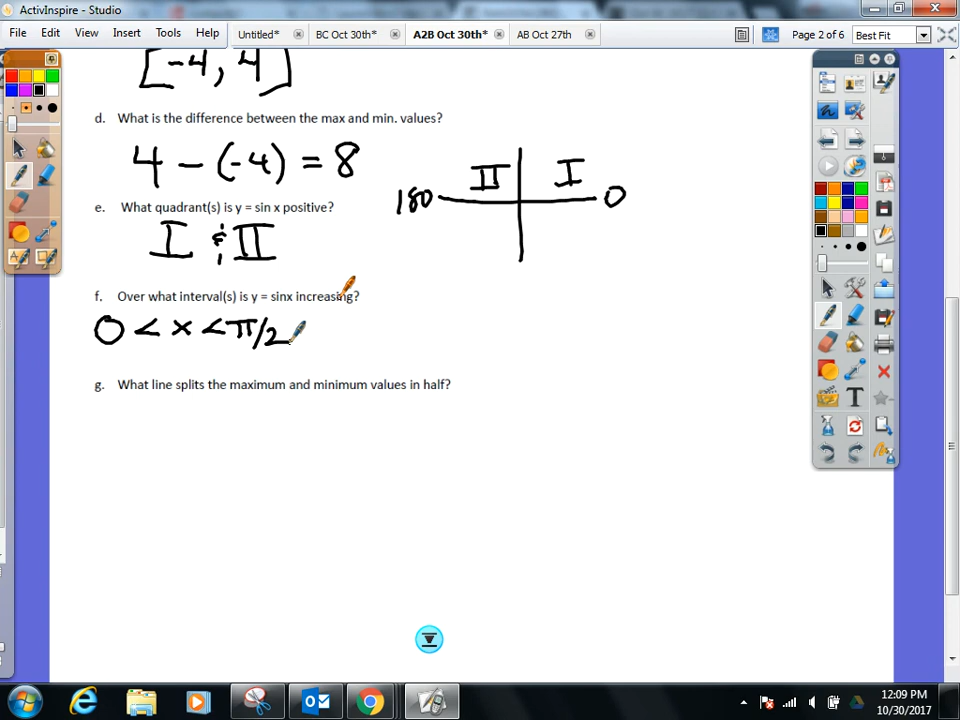 ActivInspire - Studio
File Edit View Insert Tools Help Untitled* BC Oct 30th* A2B Oct 30th* AB Oct 27th Page 2 of 6 Best Fit
[-4, 4]
d. What is the difference between the max and min. values?
4 - (-4) = 8
II I
180 0
e. What quadrant(s) is y = sin x positive?
I & II
f. Over what interval(s) is y = sinx increasing?
0 < x < π/2
g. What line splits the maximum and minimum values in half?
12:09 PM
10/30/2017